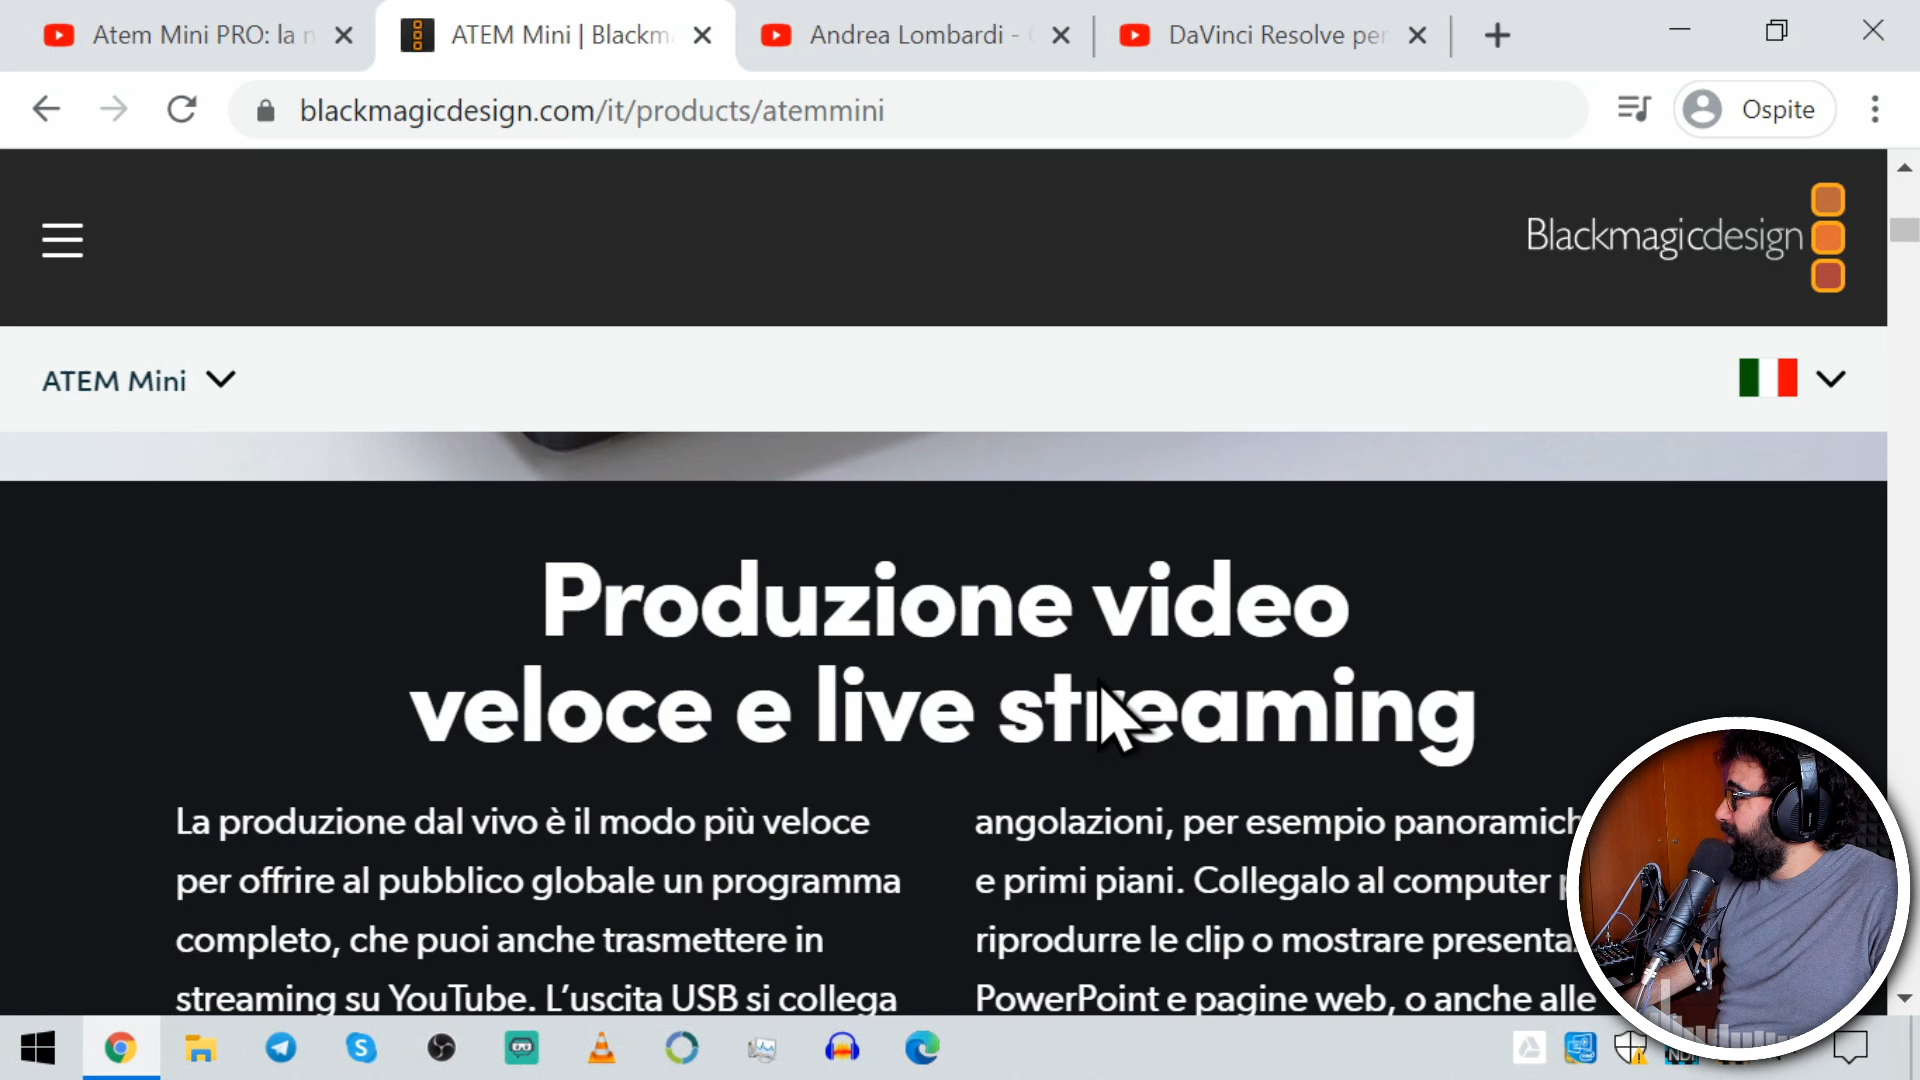 Atem Mini PRO: la n
ATEM Mini | Blackm
Andrea Lombardi -
DaVinci Resolve per
blackmagicdesign.com/it/products/atemmini
Ospite
Blackmagicdesign
ATEM Mini
Produzione video
veloce e live streaming
La produzione dal vivo è il modo più veloce
per offrire al pubblico globale un programma
completo, che puoi anche trasmettere in
streaming su YouTube. L'uscita USB si collega
angolazioni, per esempio panoramich
e primi piani. Collegalo al computer p
riprodurre le clip o mostrare presenta
PowerPoint e pagine web, o anche alle